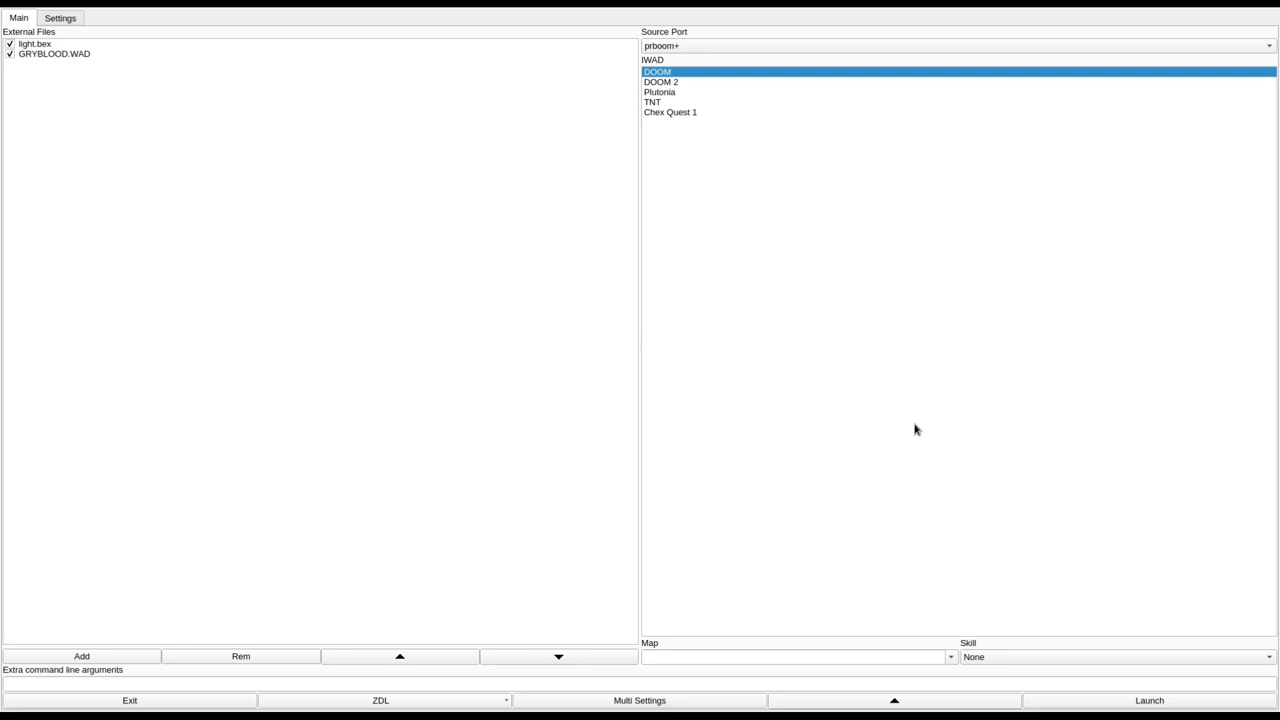 Main Settings
External Files
light.bex
GRYBLOOD.WAD
Source Port
prboom+
IWAD
DOOM
DOOM 2
Plutonia
TNT
Chex Quest 1
Add Rem
Map Skill
None
Extra command line arguments
Exit ZDL Multi Settings Launch